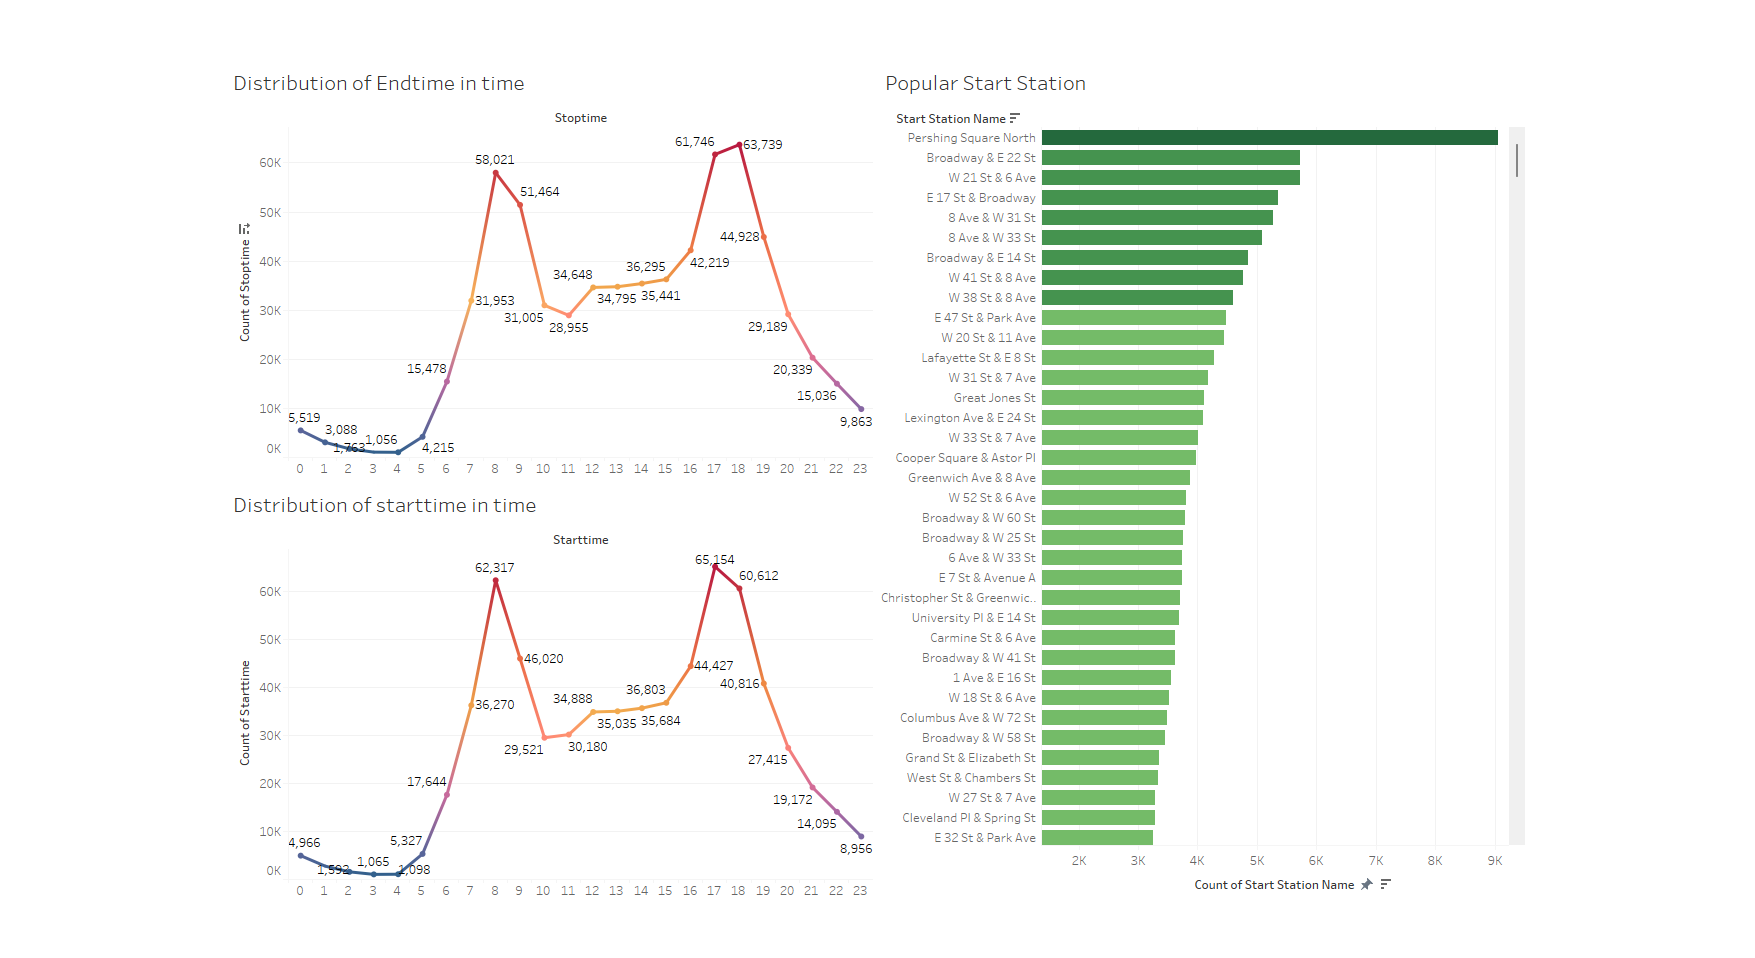 Distribution of Endtime in time
Stoptime
Count of Stoptime
60K
50K
40K
30K
20K
10K
0K
5,519
3,088
1,763
1,056
4,215
15,478
31,953
58,021
51,464
31,005
28,955
34,648
34,795
35,441
36,295
42,219
61,746
63,739
44,928
29,189
20,339
15,036
9,863
0 1 2 3 4 5 6 7 8 9 10 11 12 13 14 15 16 17 18 19 20 21 22 23
Distribution of starttime in time
Starttime
Count of Starttime
60K
50K
40K
30K
20K
10K
0K
4,966
1,592
1,065
1,098
5,327
17,644
36,270
62,317
46,020
29,521
30,180
34,888
35,035
35,684
36,803
44,427
65,154
60,612
40,816
27,415
19,172
14,095
8,956
0 1 2 3 4 5 6 7 8 9 10 11 12 13 14 15 16 17 18 19 20 21 22 23
Popular Start Station
Start Station Name
Pershing Square North
Broadway & E 22 St
W 21 St & 6 Ave
E 17 St & Broadway
8 Ave & W 31 St
8 Ave & W 33 St
Broadway & E 14 St
W 41 St & 8 Ave
W 38 St & 8 Ave
E 47 St & Park Ave
W 20 St & 11 Ave
Lafayette St & E 8 St
W 31 St & 7 Ave
Great Jones St
Lexington Ave & E 24 St
W 33 St & 7 Ave
Cooper Square & Astor Pl
Greenwich Ave & 8 Ave
W 52 St & 6 Ave
Broadway & W 60 St
Broadway & W 25 St
6 Ave & W 33 St
E 7 St & Avenue A
Christopher St & Greenwic..
University Pl & E 14 St
Carmine St & 6 Ave
Broadway & W 41 St
1 Ave & E 16 St
W 18 St & 6 Ave
Columbus Ave & W 72 St
Broadway & W 58 St
Grand St & Elizabeth St
West St & Chambers St
W 27 St & 7 Ave
Cleveland Pl & Spring St
E 32 St & Park Ave
2K 3K 4K 5K 6K 7K 8K 9K
Count of Start Station Name